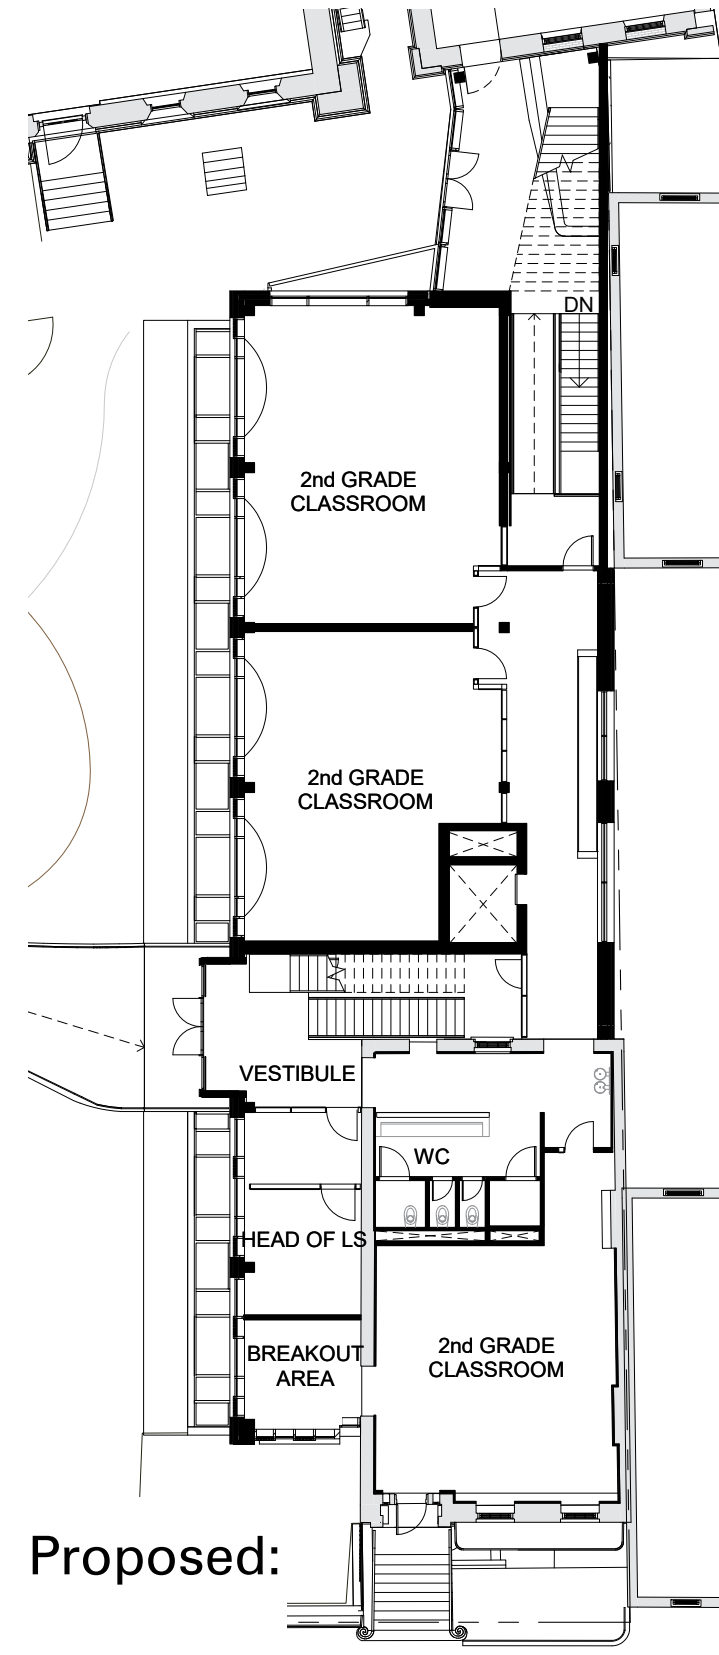 DN
2nd GRADE
CLASSROOM
2nd GRADE
CLASSROOM
VESTIBULE
WC
HEAD OF LS
BREAKOUT
AREA
2nd GRADE
CLASSROOM
Proposed: